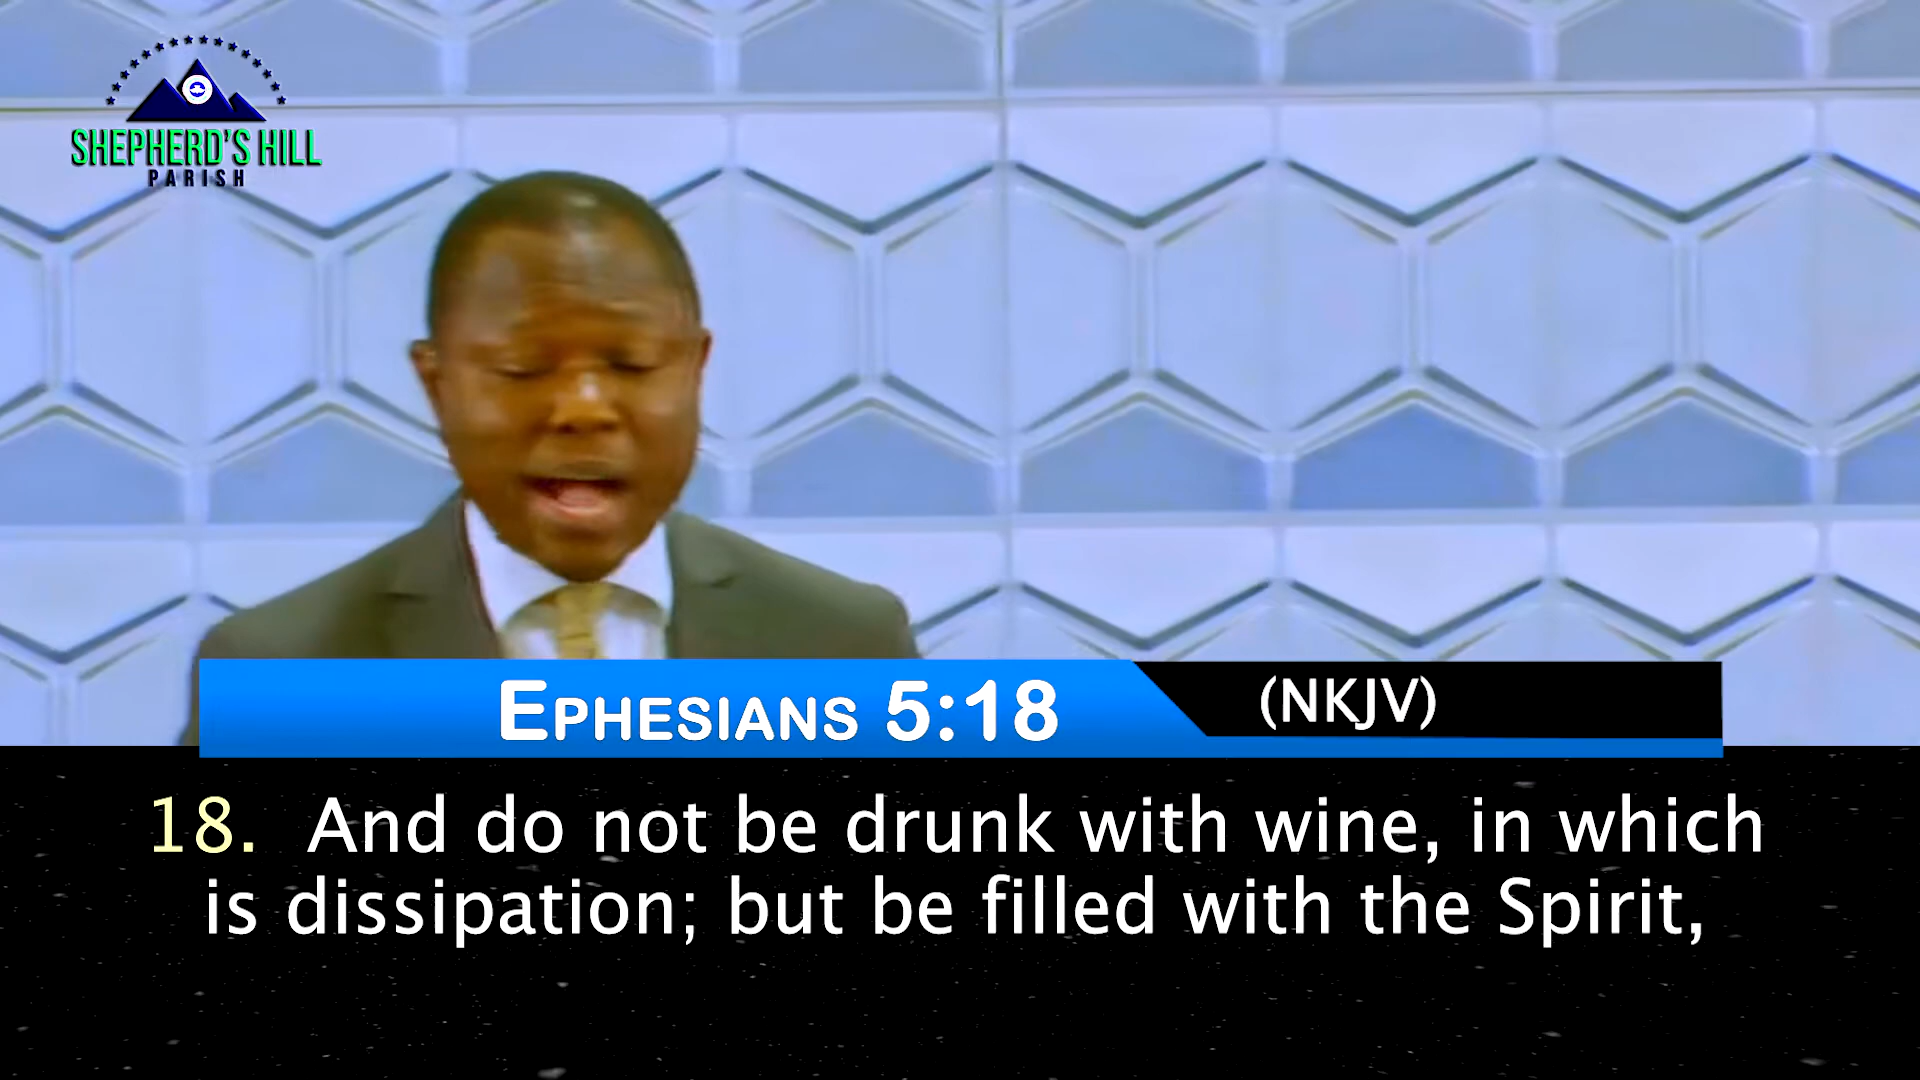 SHEPHERD'S HILL
PARISH
EPHESIANS 5:18
(NKJV)
18. And do not be drunk with wine, in which
is dissipation; but be filled with the Spirit,